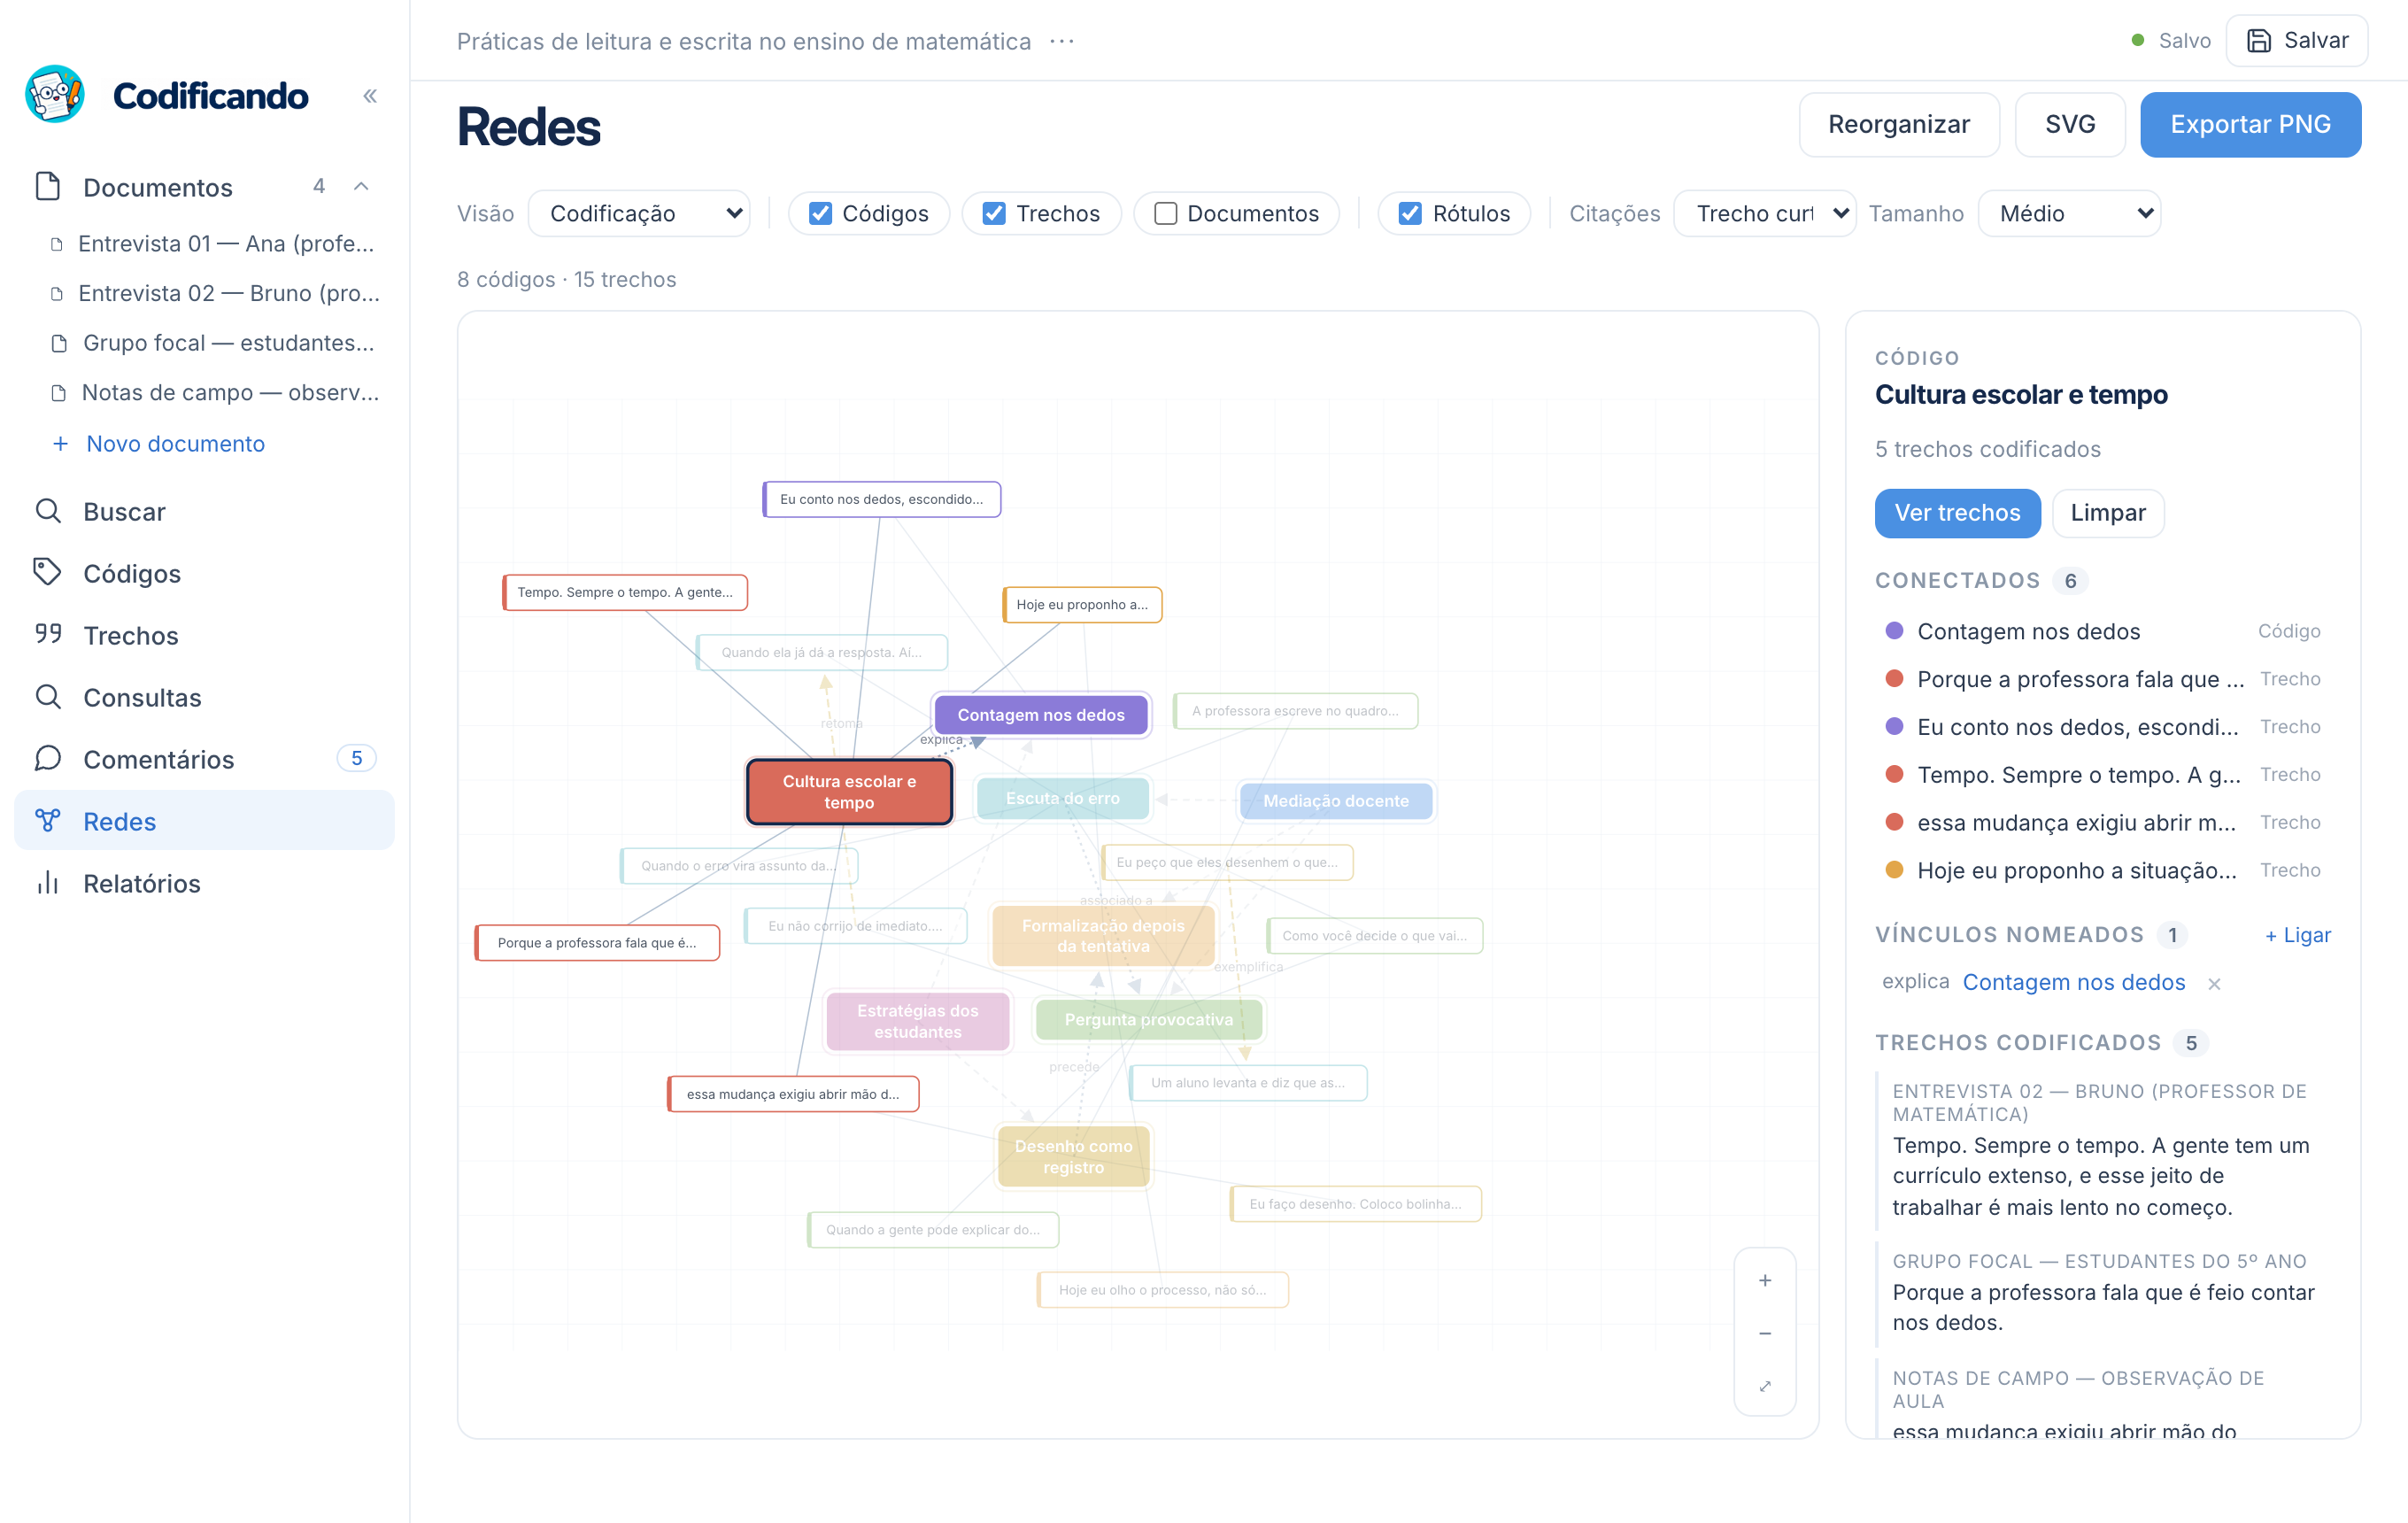 Codificando
«
Documentos 4
Entrevista 01 — Ana (profe...
Entrevista 02 — Bruno (pro...
Grupo focal — estudantes...
Notas de campo — observ...
+ Novo documento
Buscar
Códigos
Trechos
Consultas
Comentários 5
Redes
Relatórios
Práticas de leitura e escrita no ensino de matemática ···
Salvo
Salvar
Redes
Reorganizar
SVG
Exportar PNG
Visão Codificação Códigos Trechos Documentos Rótulos Citações Trecho curt Tamanho Médio
8 códigos · 15 trechos
Eu conto nos dedos, escondido...
Tempo. Sempre o tempo. A gente...
Hoje eu proponho a...
Quando ela já dá a resposta. Aí...
Contagem nos dedos
A professora escreve no quadro...
retoma
explica
Cultura escolar e
tempo
Escuta do erro
Mediação docente
Quando o erro vira assunto da...
Eu peço que eles desenhem o que...
associado a
Eu não corrijo de imediato....
Formalização depois
da tentativa
Como você decide o que vai...
Porque a professora fala que é...
exemplifica
Estratégias dos
estudantes
Pergunta provocativa
precede
Um aluno levanta e diz que as...
essa mudança exigiu abrir mão d...
Desenho como
registro
Eu faço desenho. Coloco bolinha...
Quando a gente pode explicar do...
Hoje eu olho o processo, não só...
+
−
CÓDIGO
Cultura escolar e tempo
5 trechos codificados
Ver trechos
Limpar
CONECTADOS 6
Contagem nos dedos Código
Porque a professora fala que ... Trecho
Eu conto nos dedos, escondi... Trecho
Tempo. Sempre o tempo. A g... Trecho
essa mudança exigiu abrir m... Trecho
Hoje eu proponho a situação... Trecho
VÍNCULOS NOMEADOS 1 + Ligar
explica Contagem nos dedos ×
TRECHOS CODIFICADOS 5
ENTREVISTA 02 — BRUNO (PROFESSOR DE
MATEMÁTICA)
Tempo. Sempre o tempo. A gente tem um
currículo extenso, e esse jeito de
trabalhar é mais lento no começo.
GRUPO FOCAL — ESTUDANTES DO 5º ANO
Porque a professora fala que é feio contar
nos dedos.
NOTAS DE CAMPO — OBSERVAÇÃO DE
AULA
essa mudança exigiu abrir mão do